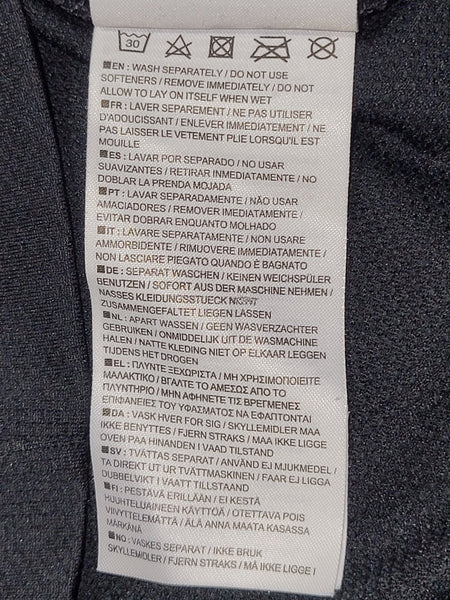 30
EN : WASH SEPARATELY / DO NOT USE
SOFTENERS / REMOVE IMMEDIATELY / DO NOT
ALLOW TO LAY ON ITSELF WHEN WET
FR : LAVER SEPAREMENT / NE PAS UTILISER
D'ADOUCISSANT / ENLEVER IMMEDIATEMENT / NE
PAS LAISSER LE VETEMENT PLIE LORSQU'IL EST
MOUILLE
ES : LAVAR POR SEPARADO / NO USAR
SUAVIZANTES / RETIRAR INMEDIATAMENTE / NO
DOBLAR LA PRENDA MOJADA
PT : LAVAR SEPARADAMENTE / NÃO USAR
AMACIADORES / REMOVER IMEDIATAMENTE /
EVITAR DOBRAR ENQUANTO MOLHADO
IT : LAVARE SEPARATAMENTE / NON USARE
AMMORBIDENTE / RIMUOVERE IMMEDIATAMENTE /
NON LASCIARE PIEGATO QUANDO È BAGNATO
DE : SEPARAT WASCHEN / KEINEN WEICHSPÜLER
BENUTZEN / SOFORT AUS DER MASCHINE NEHMEN /
NASSES KLEIDUNGSSTUECK NICHT
ZUSAMMENGEFALTET LIEGEN LASSEN
NL : APART WASSEN / GEEN WASVERZACHTER
GEBRUIKEN / ONMIDDELIJK UIT DE WASMACHINE
HALEN / NATTE KLEDING NIET OP ELKAAR LEGGEN
TIJDENS HET DROGEN
EL : ΠΛΥΝΤΕ ΞΕΧΩΡΙΣΤΑ / ΜΗ ΧΡΗΣΙΜΟΠΟΙΕΙΤΕ
ΜΑΛΑΚΤΙΚΟ / ΒΓΑΛΤΕ ΤΟ ΑΜΕΣΩΣ ΑΠΟ ΤΟ
ΠΛΥΝΤΗΡΙΟ / ΜΗΝ ΑΦΗΝΕΤΕ ΤΙΣ ΒΡΕΓΜΕΝΕΣ
ΕΠΙΦΑΝΕΙΕΣ ΤΟΥ ΥΦΑΣΜΑΤΟΣ ΝΑ ΕΦΑΠΤΟΝΤΑΙ
DA : VASK HVER FOR SIG / SKYLLEMIDLER MAA
IKKE BENYTTES / FJERN STRAKS / MAA IKKE LIGGE
OVEN PAA HINANDEN I VAAD TILSTAND
SV : TVÄTTAS SEPARAT / ANVÄND EJ MJUKMEDEL /
TA DIREKT UT UR TVÄTTMASKINEN / FAAR EJ LIGGA
DUBBELVIKT I VAATT TILLSTAAND
FI : PESTÄVÄ ERILLÄÄN / EI KESTÄ
HUUHTELUAINEEN KÄYTTÖÄ / OTETTAVA POIS
VIIVYTTELEMÄTTÄ / ÄLÄ ANNA MAATA KASASSA
MÄRKÄNÄ
NO : VASKES SEPARAT / IKKE BRUK
SKYLLEMIDLER / FJERN STRAKS / MÅ IKKE LIGGE